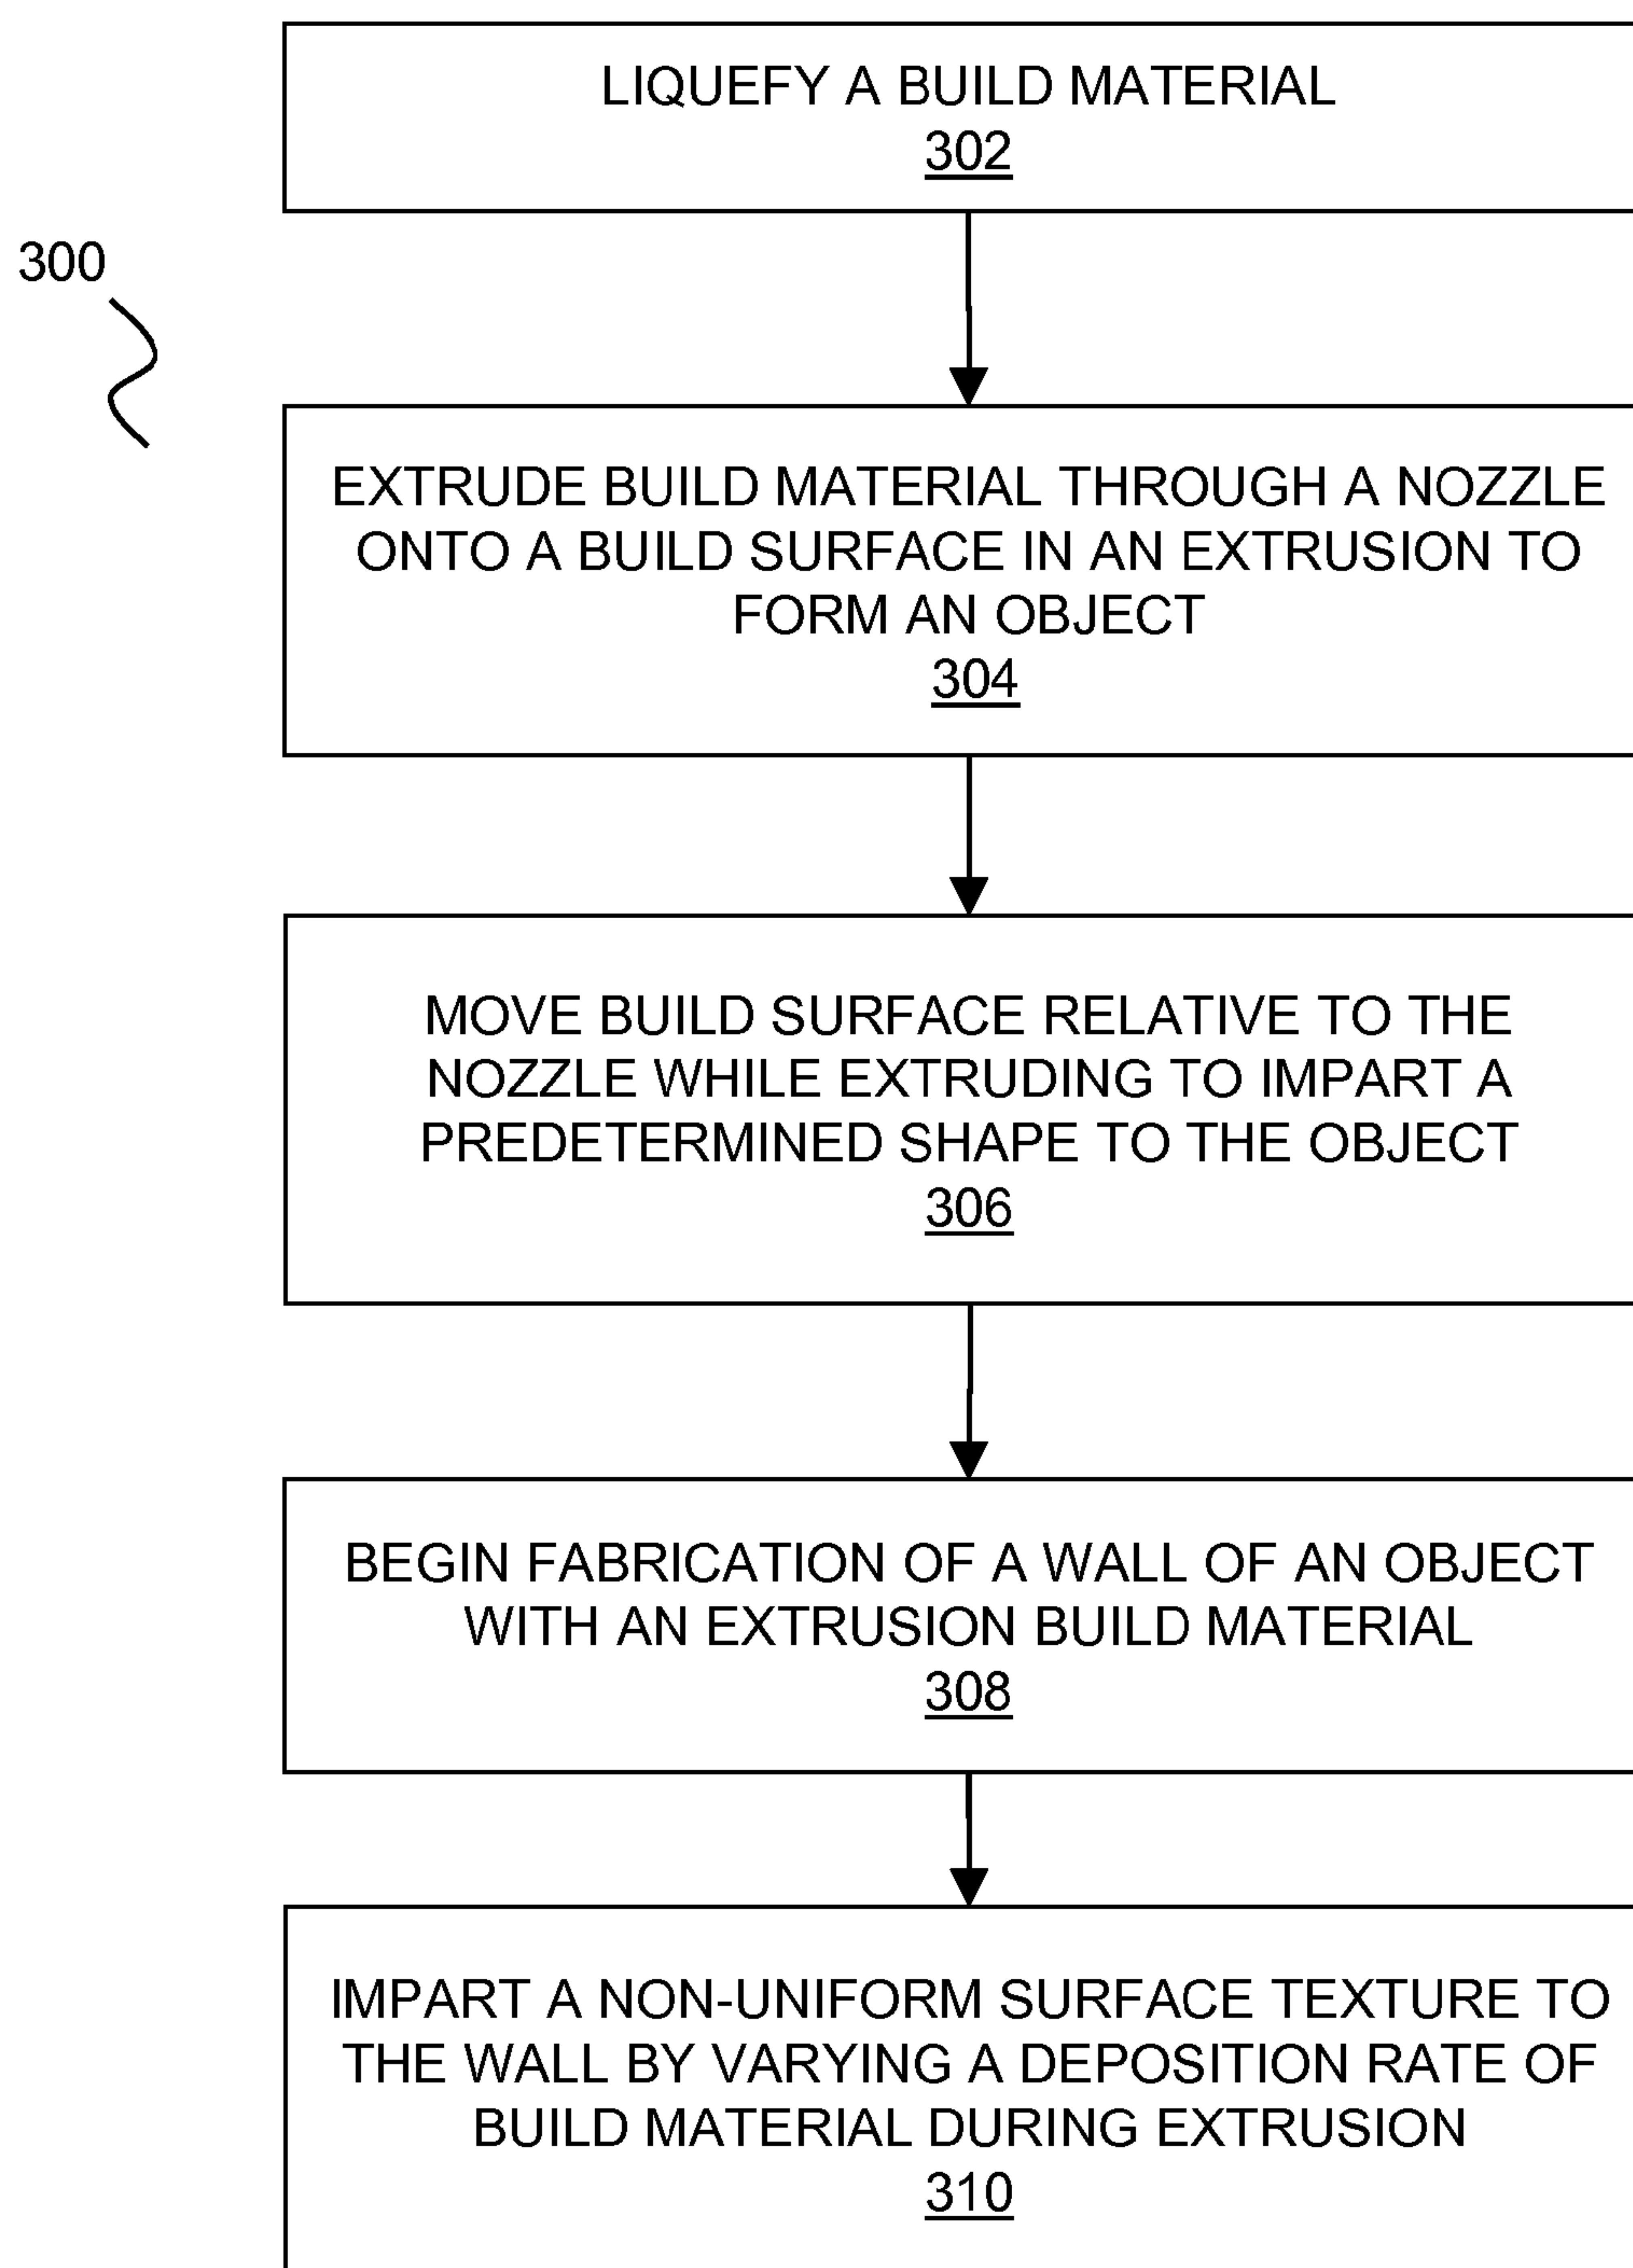 LIQUEFY A BUILD MATERIAL
302
300
EXTRUDE BUILD MATERIAL THROUGH A NOZZLE
ONTO A BUILD SURFACE IN AN EXTRUSION TO
FORM AN OBJECT
304
MOVE BUILD SURFACE RELATIVE TO THE
NOZZLE WHILE EXTRUDING TO IMPART A
PREDETERMINED SHAPE TO THE OBJECT
306
BEGIN FABRICATION OF A WALL OF AN OBJECT
WITH AN EXTRUSION BUILD MATERIAL
308
IMPART A NON-UNIFORM SURFACE TEXTURE TO
THE WALL BY VARYING A DEPOSITION RATE OF
BUILD MATERIAL DURING EXTRUSION
310